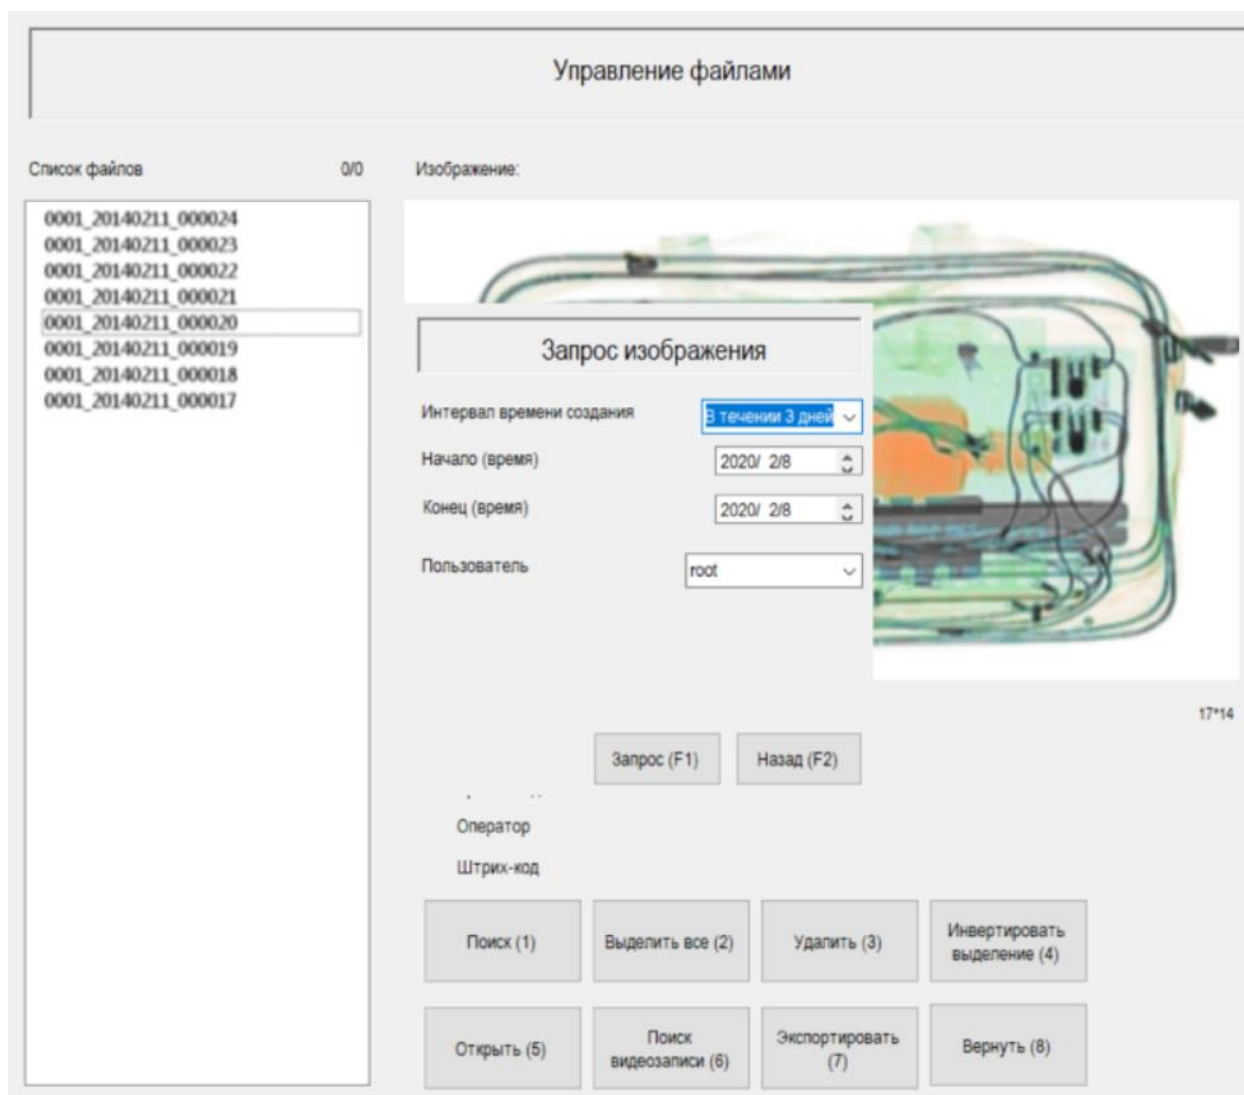 Управление файлами
Список файлов 0/0
Изображение:
0001_20140211_000024
0001_20140211_000023
0001_20140211_000022
0001_20140211_000021
0001_20140211_000020
0001_20140211_000019
0001_20140211_000018
0001_20140211_000017
Запрос изображения
Интервал времени создания В течении 3 дней
Начало (время) 2020/ 2/8
Конец (время) 2020/ 2/8
Пользователь root
17*14
Запрос (F1) Назад (F2)
Оператор
Штрих-код
Поиск (1) Выделить все (2) Удалить (3) Инвертировать
выделение (4)
Открыть (5) Поиск
видеозаписи (6) Экспортировать
(7) Вернуть (8)